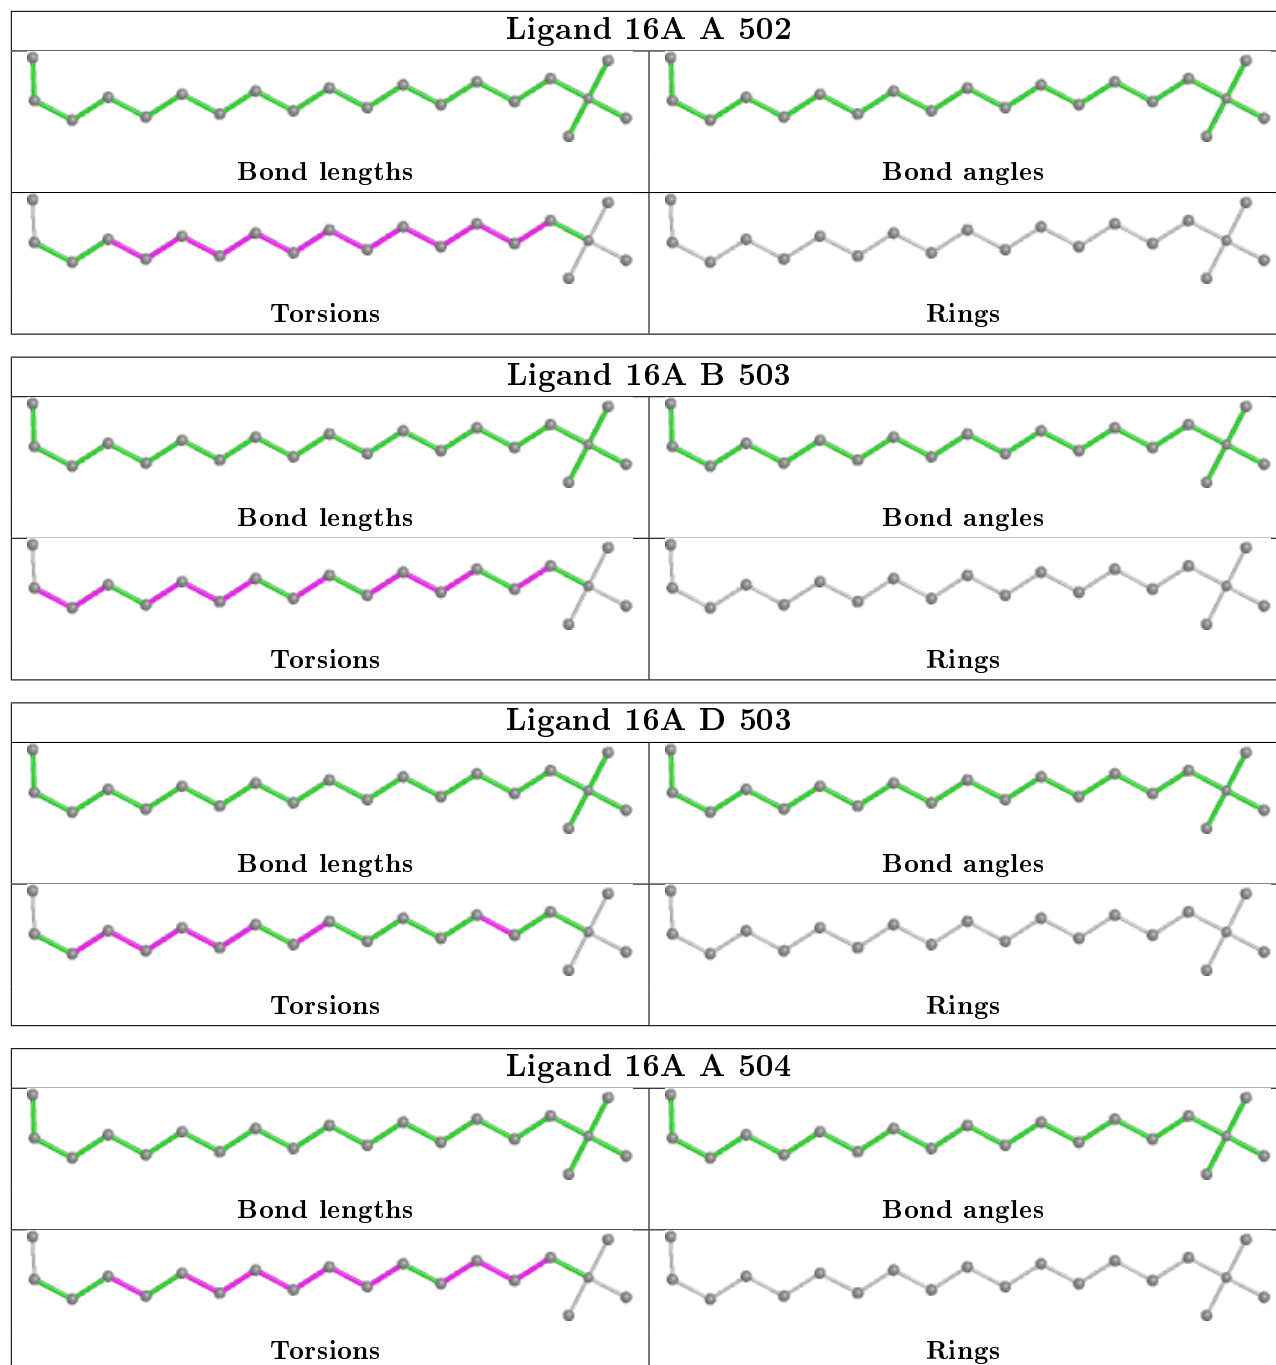 Ligand 16A A 502
Bond lengths
Bond angles
Torsions
Rings
Ligand 16A B 503
Bond lengths
Bond angles
Torsions
Rings
Ligand 16A D 503
Bond lengths
Bond angles
Torsions
Rings
Ligand 16A A 504
Bond lengths
Bond angles
Torsions
Rings